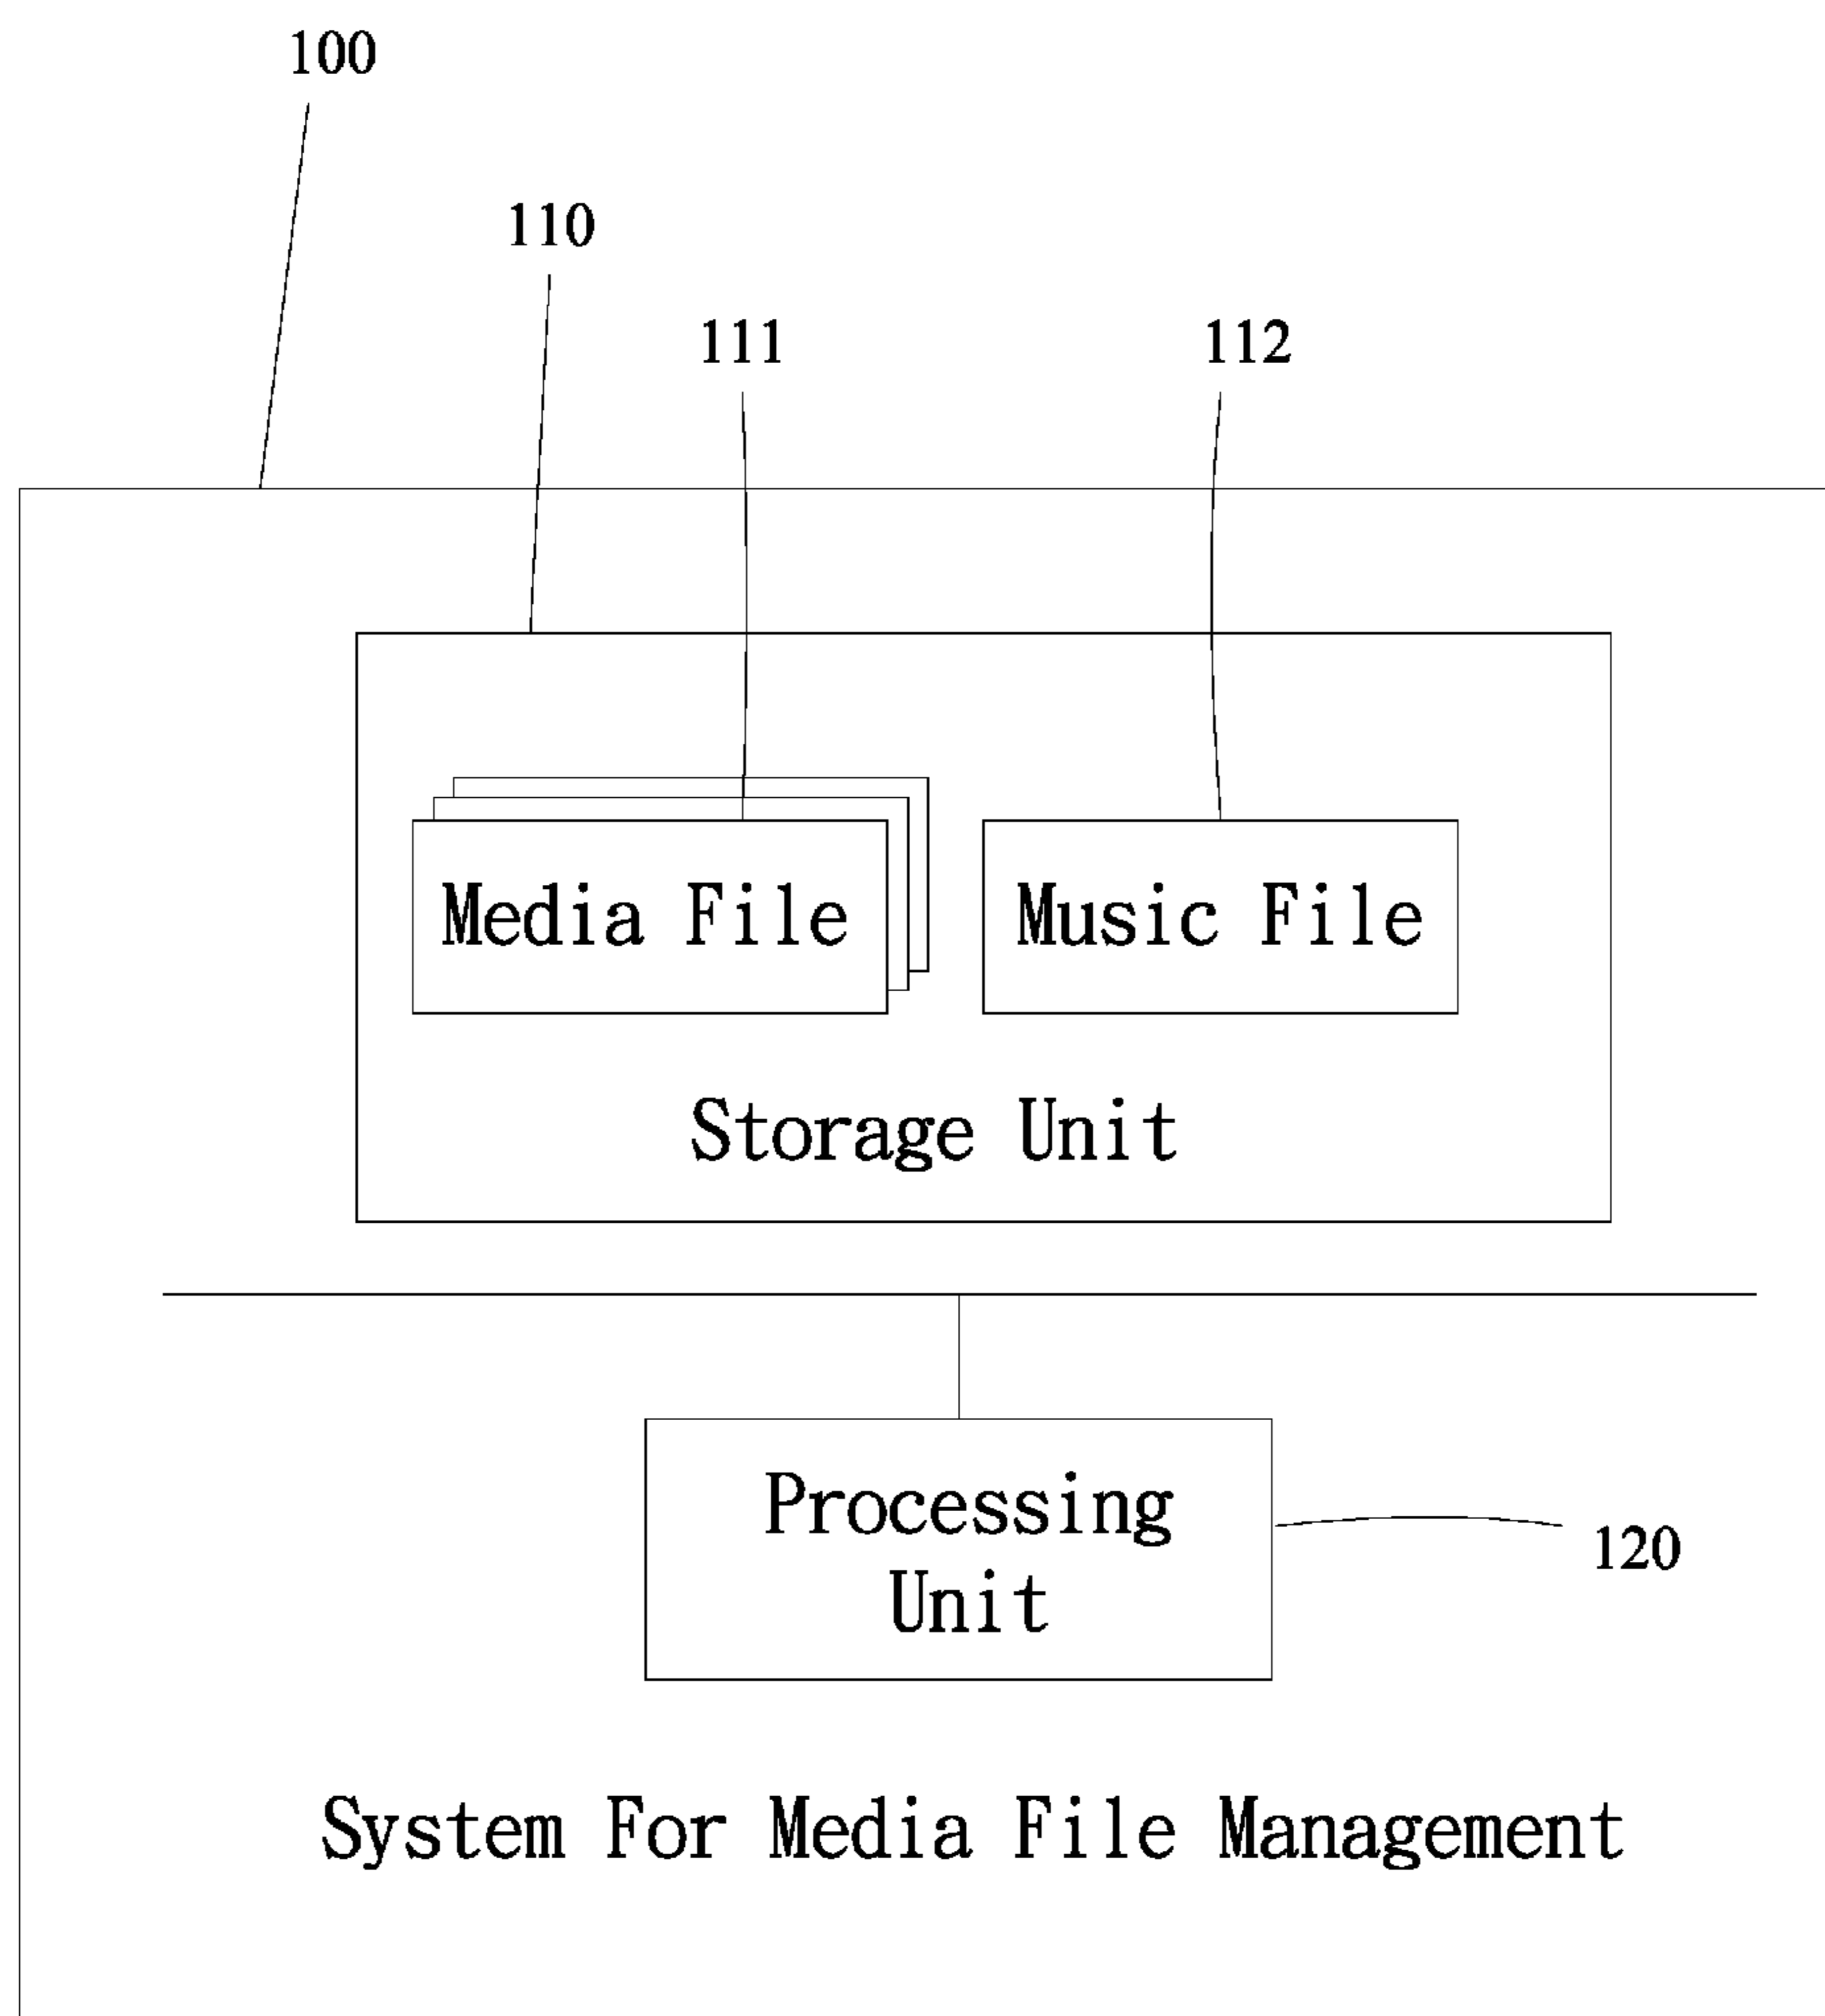 100
110
111
112
Media File
Music File
Storage Unit
Processing
Unit
120
System For Media File Management